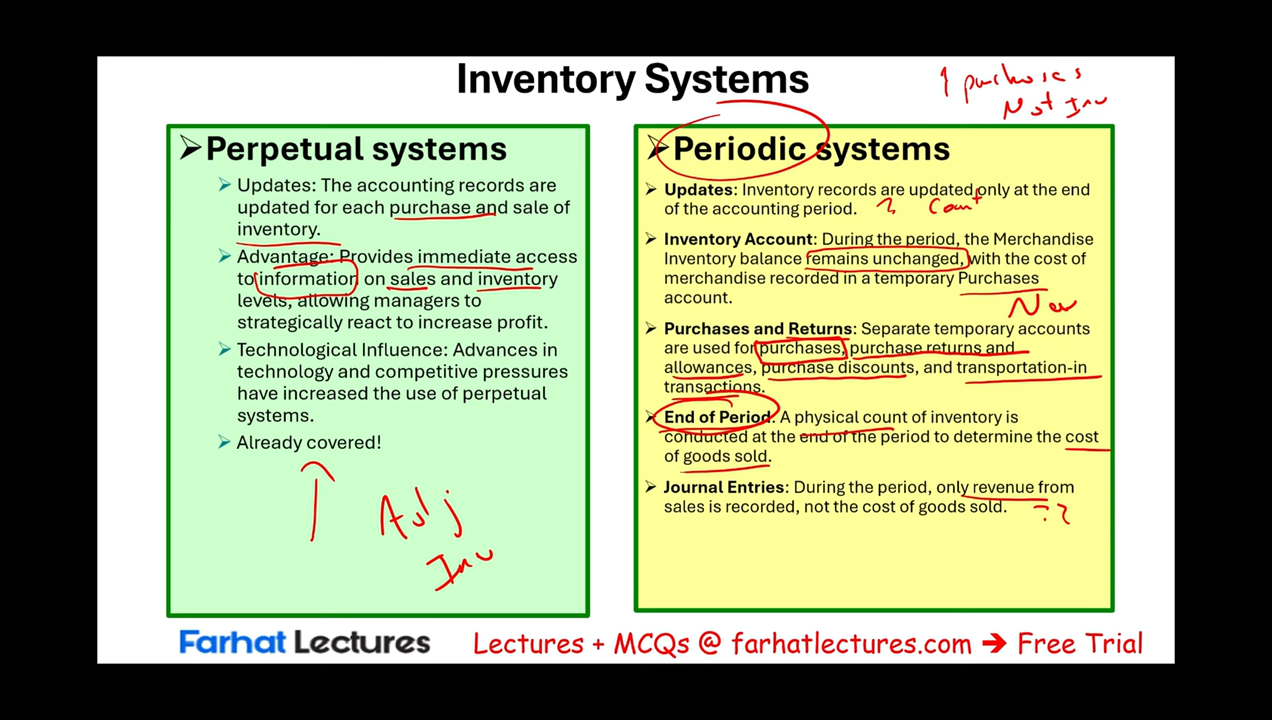 Inventory Systems
purchases
Not Inv
➢Perpetual systems
➢ Updates: The accounting records are
updated for each purchase and sale of
inventory.
➢ Advantage: Provides immediate access
to information on sales and inventory
levels, allowing managers to
strategically react to increase profit.
➢ Technological Influence: Advances in
technology and competitive pressures
have increased the use of perpetual
systems.
➢ Already covered!
Adj
Inv
➢Periodic systems
➢ Updates: Inventory records are updated only at the end
of the accounting period.
? Count
➢ Inventory Account: During the period, the Merchandise
Inventory balance remains unchanged, with the cost of
merchandise recorded in a temporary Purchases
account.
New
➢ Purchases and Returns: Separate temporary accounts
are used for purchases, purchase returns and
allowances, purchase discounts, and transportation-in
transactions.
➢ End of Period: A physical count of inventory is
conducted at the end of the period to determine the cost
of goods sold.
➢ Journal Entries: During the period, only revenue from
sales is recorded, not the cost of goods sold.
??
Farhat Lectures
Lectures + MCQs @ farhatlectures.com ➔ Free Trial